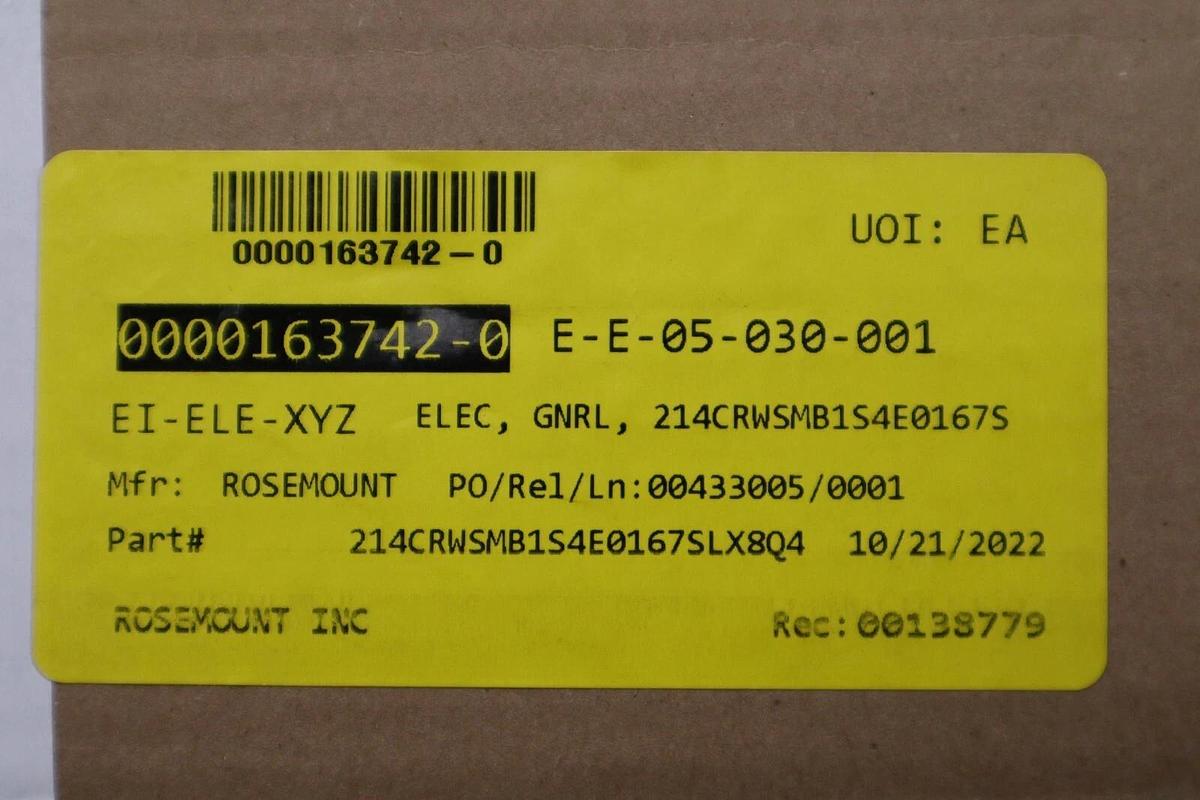 0000163742-0
UOI: EA
0000163742-0 E-E-05-030-001
EI-ELE-XYZ ELEC, GNRL, 214CRWSMB1S4E0167S
Mfr: ROSEMOUNT PO/Rel/Ln:00433005/0001
Part# 214CRWSMB1S4E0167SLX8Q4 10/21/2022
ROSEMOUNT INC Rec:00138779